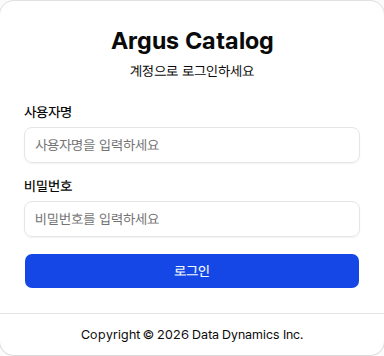 Argus Catalog
계정으로 로그인하세요
사용자명
사용자명을 입력하세요
비밀번호
비밀번호를 입력하세요
로그인
Copyright © 2026 Data Dynamics Inc.